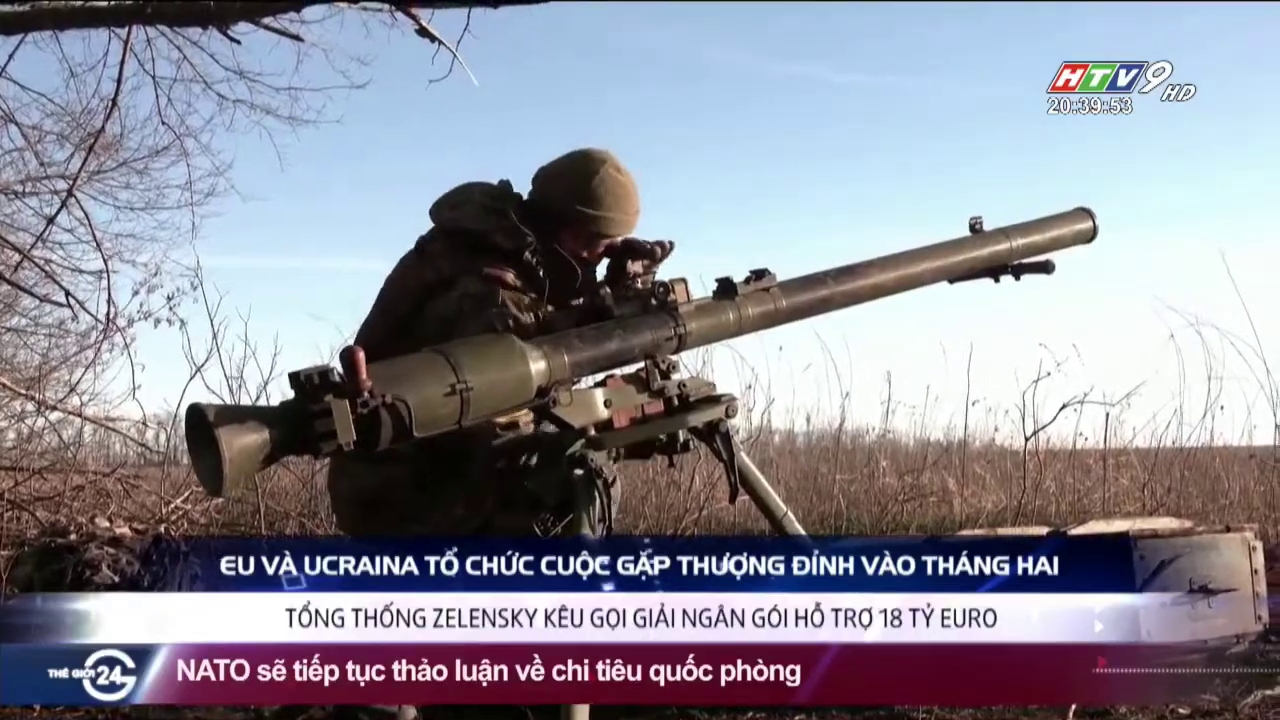 HTV9 HD
20:39:53
EU VÀ UCRAINA TỔ CHỨC CUỘC GẶP THƯỢNG ĐỈNH VÀO THÁNG HAI
TỔNG THỐNG ZELENSKY KÊU GỌI GIẢI NGÂN GÓI HỖ TRỢ 18 TỶ EURO
THẾ GIỚI 24G
NATO sẽ tiếp tục thảo luận về chi tiêu quốc phòng